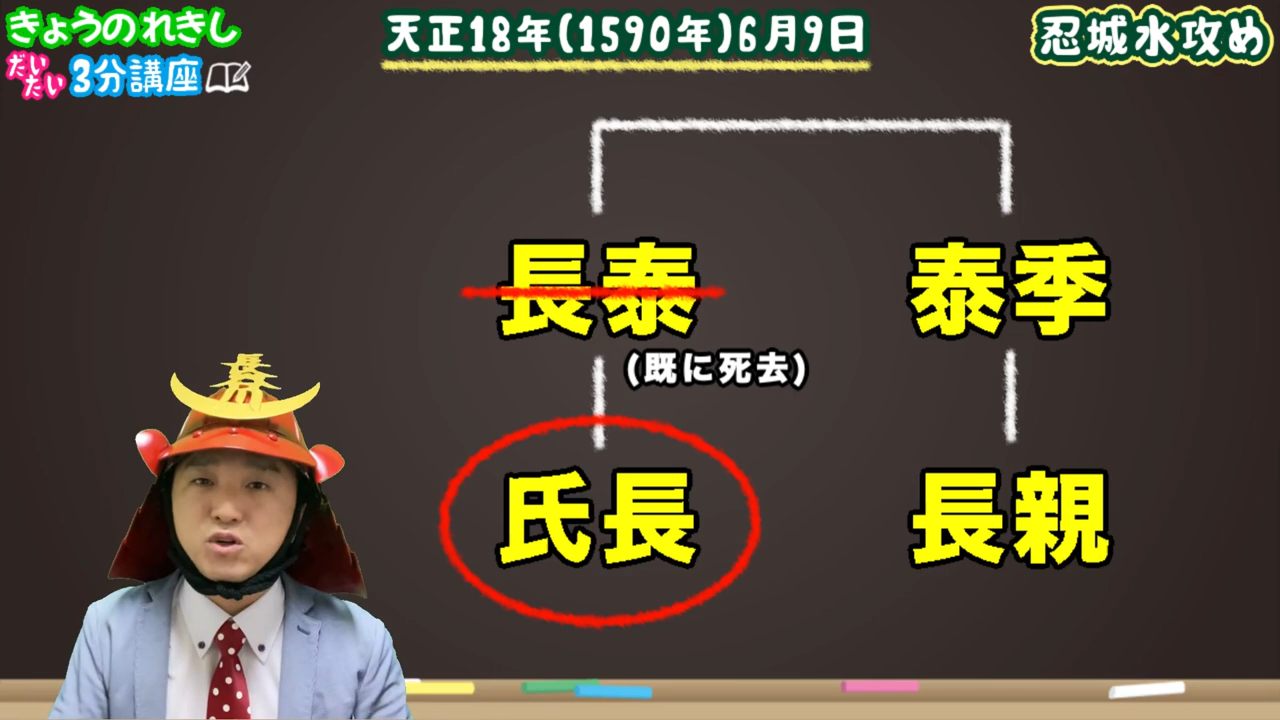 きょうのれきし
だいたい3分講座
天正18年(1590年)6月9日
忍城水攻め
長泰
泰季
(既に死去)
氏長
長親